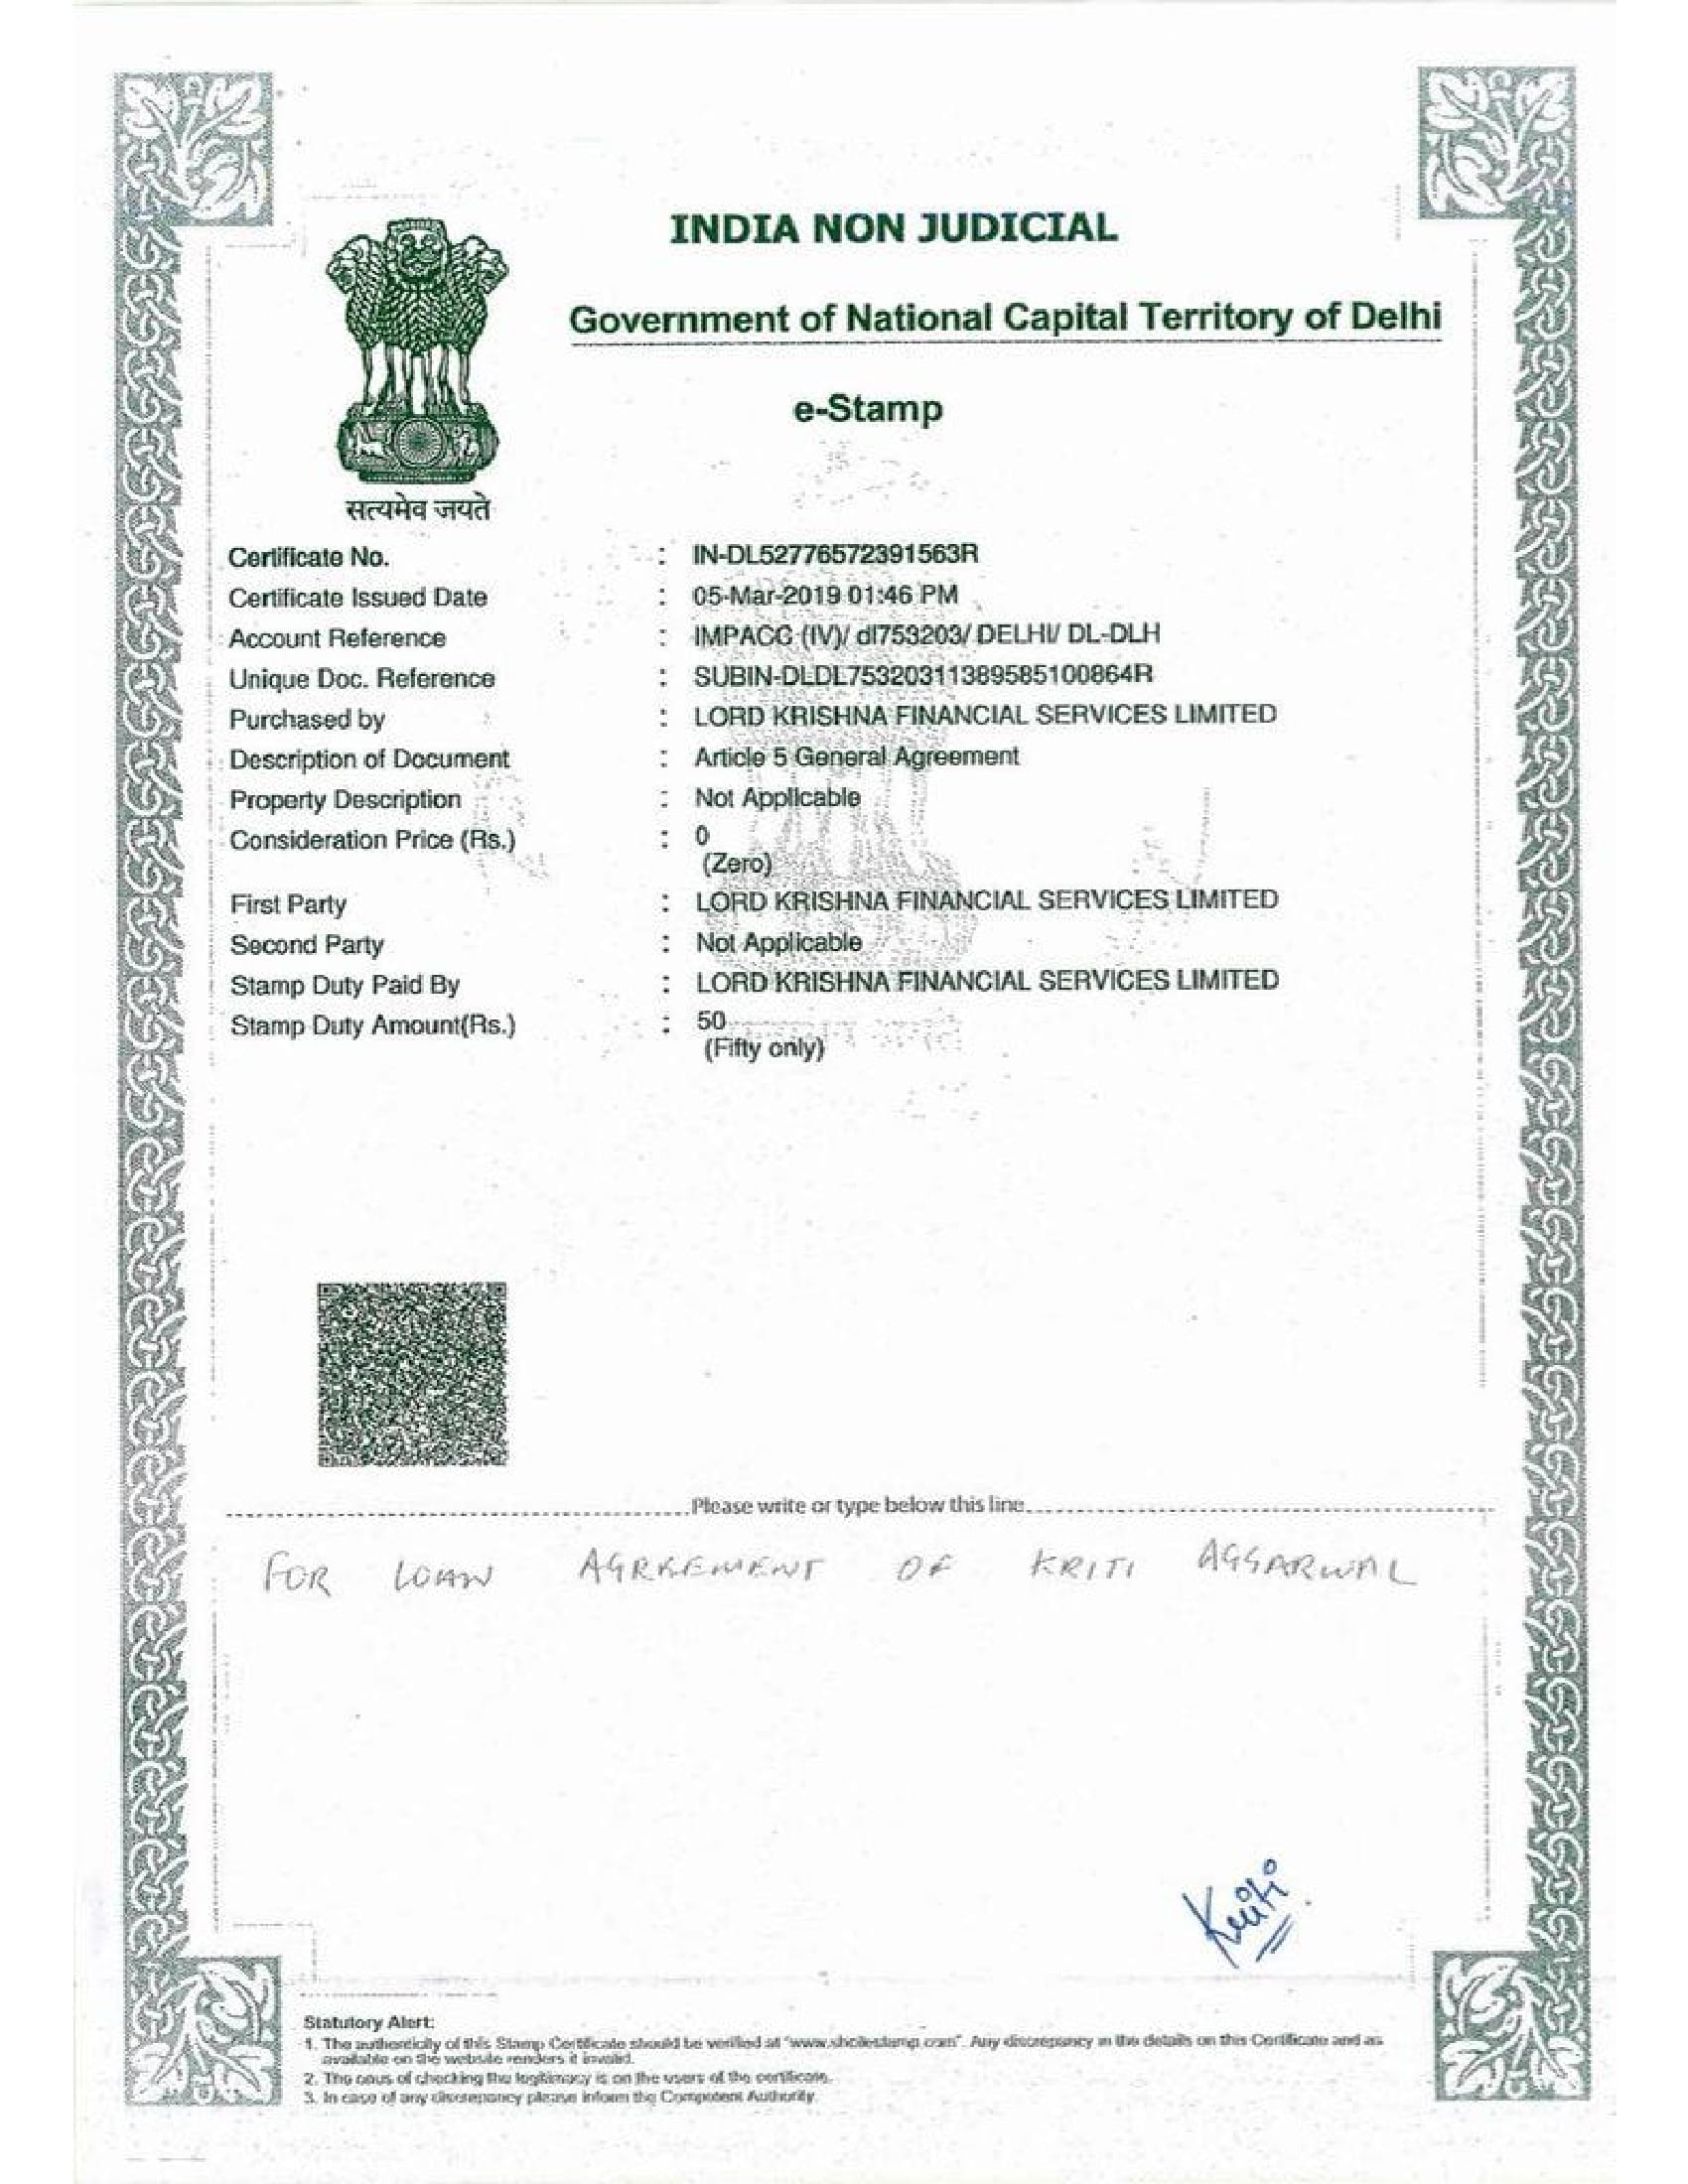 INDIA NON JUDICIAL
Government of National Capital Territory of Delhi
e-Stamp
सत्यमेव जयते
Certificate No. : IN-DL52776572391563R
Certificate Issued Date : 05-Mar-2019 01:46 PM
Account Reference : IMPACC (IV)/ dl753203/ DELHI/ DL-DLH
Unique Doc. Reference : SUBIN-DLDL75320311389585100864R
Purchased by : LORD KRISHNA FINANCIAL SERVICES LIMITED
Description of Document : Article 5 General Agreement
Property Description : Not Applicable
Consideration Price (Rs.) : 0
(Zero)
First Party : LORD KRISHNA FINANCIAL SERVICES LIMITED
Second Party : Not Applicable
Stamp Duty Paid By : LORD KRISHNA FINANCIAL SERVICES LIMITED
Stamp Duty Amount(Rs.) : 50
(Fifty only)
Please write or type below this line
FOR LOAN AGREEMENT OF KRITI AGGARWAL
Kriti
Statutory Alert:
1. The authenticity of this Stamp Certificate should be verified at "www.shcilestamp.com". Any discrepancy in the details on this Certificate and as
available on the website renders it invalid.
2. The onus of checking the legitimacy is on the users of the certificate.
3. In case of any discrepancy please inform the Competent Authority.